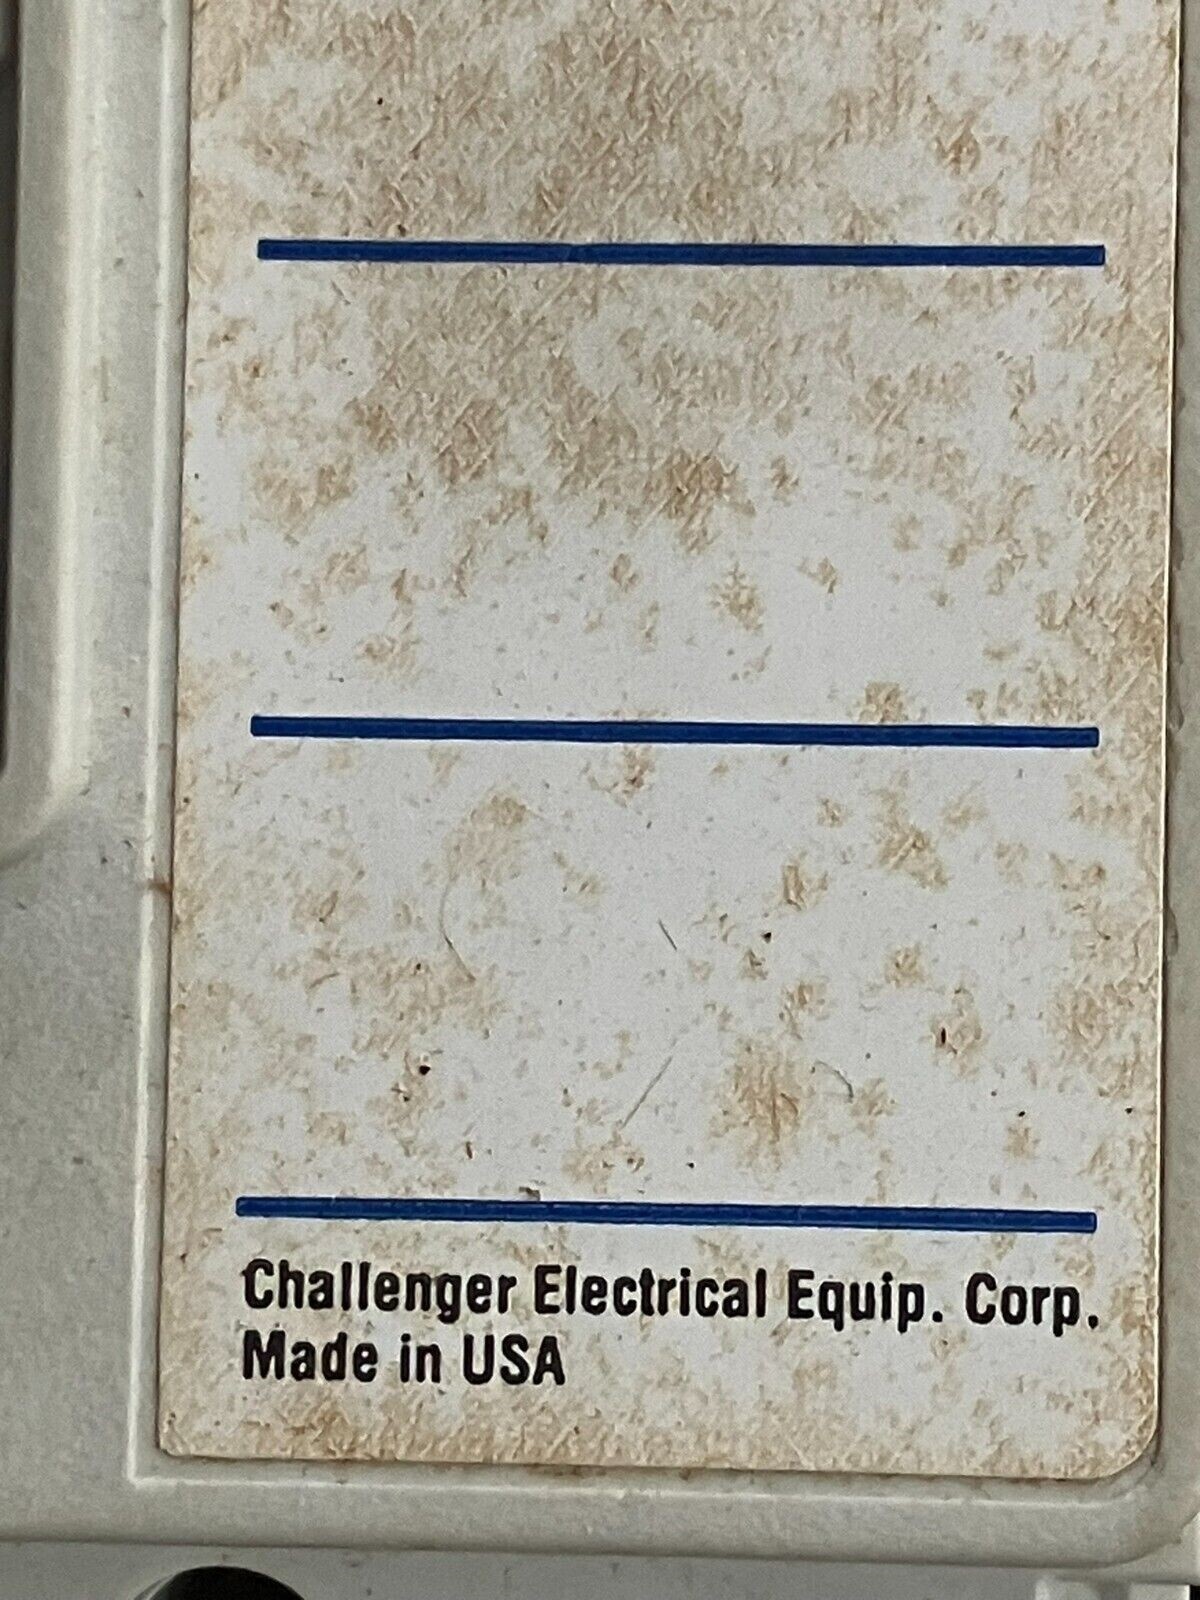 Challenger Electrical Equip. Corp.
Made in USA